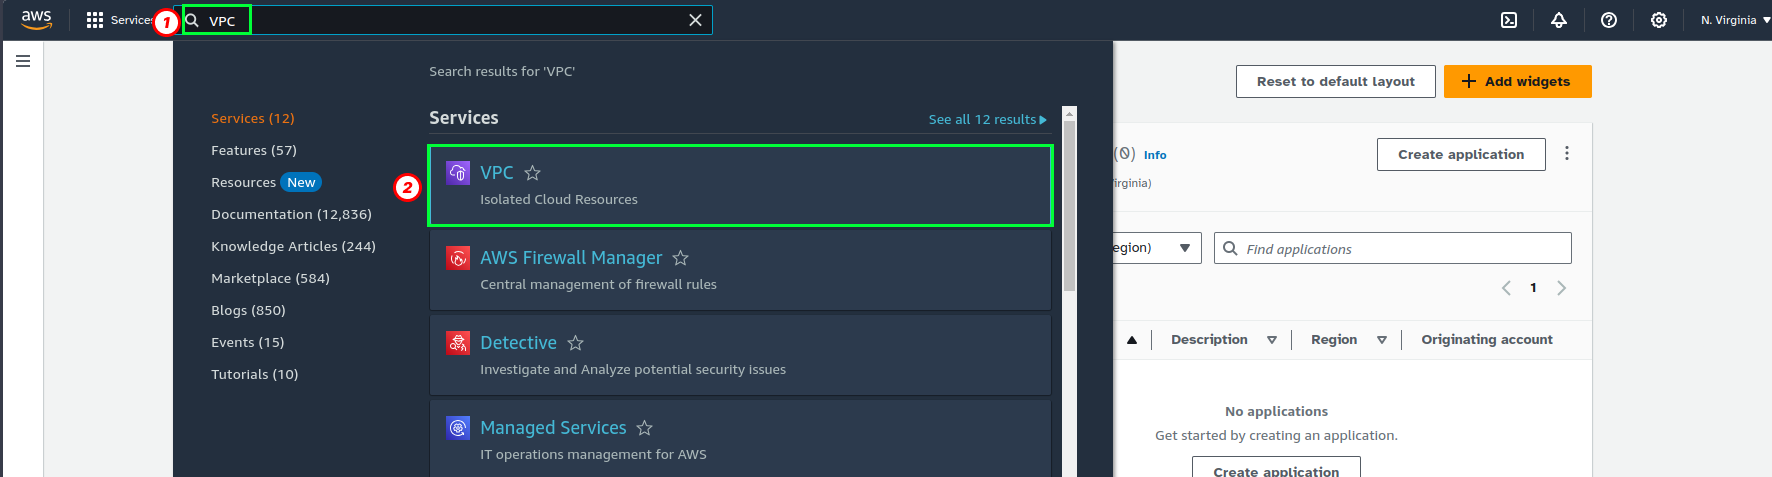 aws Services 1 VPC N. Virginia
Search results for 'VPC'
Services (12)
Features (57)
Resources New
Documentation (12,836)
Knowledge Articles (244)
Marketplace (584)
Blogs (850)
Events (15)
Tutorials (10)
Services See all 12 results
2
VPC
Isolated Cloud Resources
AWS Firewall Manager
Central management of firewall rules
Detective
Investigate and Analyze potential security issues
Managed Services
IT operations management for AWS
Reset to default layout Add widgets
(0) Info Create application
irginia)
egion) Find applications
1
Description Region Originating account
No applications
Get started by creating an application.
Create application